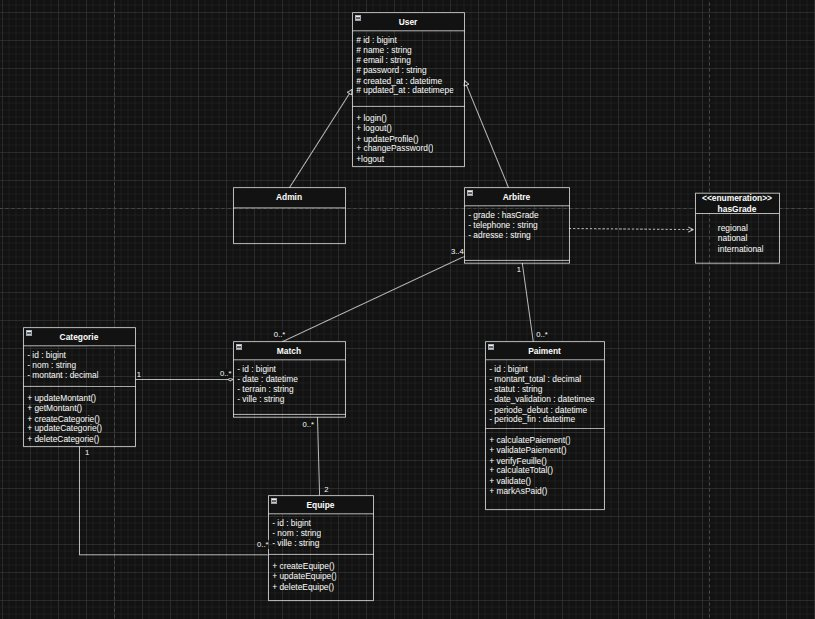 User
# id : bigint
# name : string
# email : string
# password : string
# created_at : datetime
# updated_at : datetimepe
+ login()
+ logout()
+ updateProfile()
+ changePassword()
+logout
Admin
Arbitre
- grade : hasGrade
- telephone : string
- adresse : string
<<enumeration>>
hasGrade
regional
national
international
3..4
1
0..*
0..*
Categorie
- id : bigint
- nom : string
- montant : decimal
+ updateMontant()
+ getMontant()
+ createCategorie()
+ updateCategorie()
+ deleteCategorie()
1
0..*
1
Match
- id : bigint
- date : datetime
- terrain : string
- ville : string
0..*
2
Paiment
- id : bigint
- montant_total : decimal
- statut : string
- date_validation : datetimeee
- periode_debut : datetime
- periode_fin : datetime
+ calculatePaiement()
+ validatePaiement()
+ verifyFeuille()
+ calculateTotal()
+ validate()
+ markAsPaid()
Equipe
- id : bigint
- nom : string
- ville : string
0..*
+ createEquipe()
+ updateEquipe()
+ deleteEquipe()